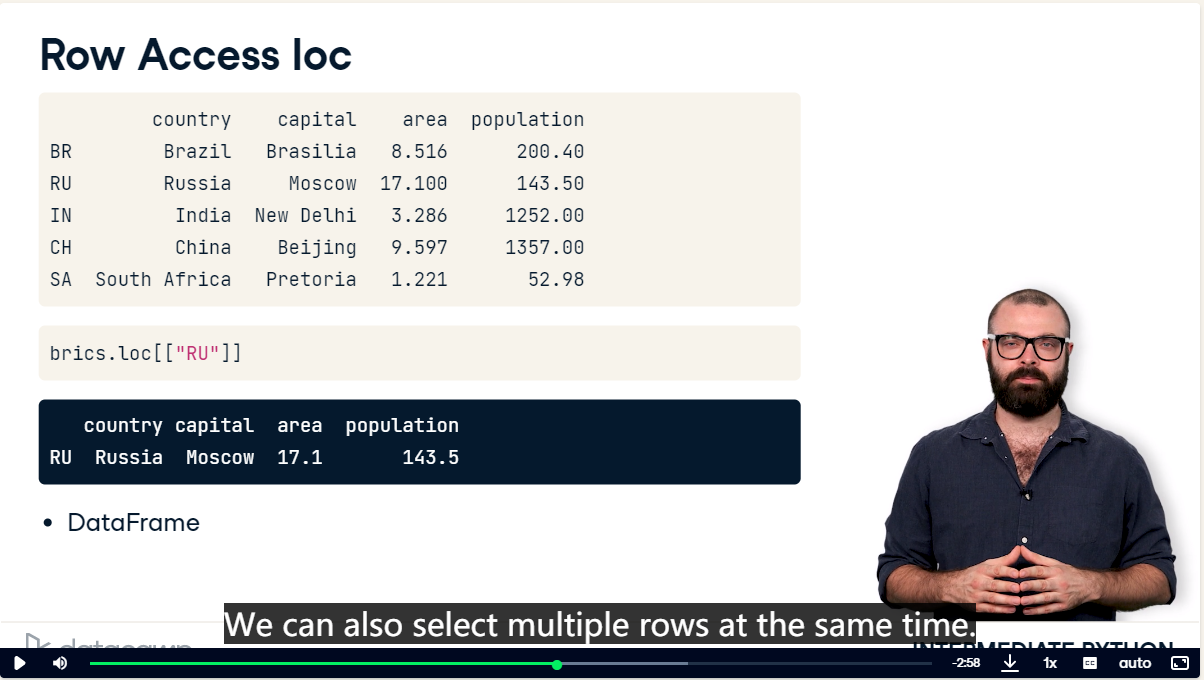 Row Access loc
country capital area population
BR Brazil Brasilia 8.516 200.40
RU Russia Moscow 17.100 143.50
IN India New Delhi 3.286 1252.00
CH China Beijing 9.597 1357.00
SA South Africa Pretoria 1.221 52.98
brics.loc[["RU"]]
country capital area population
RU Russia Moscow 17.1 143.5
• DataFrame
We can also select multiple rows at the same time.
datacamp
INTERMEDIATE PYTHON
-2:58 1x CC auto